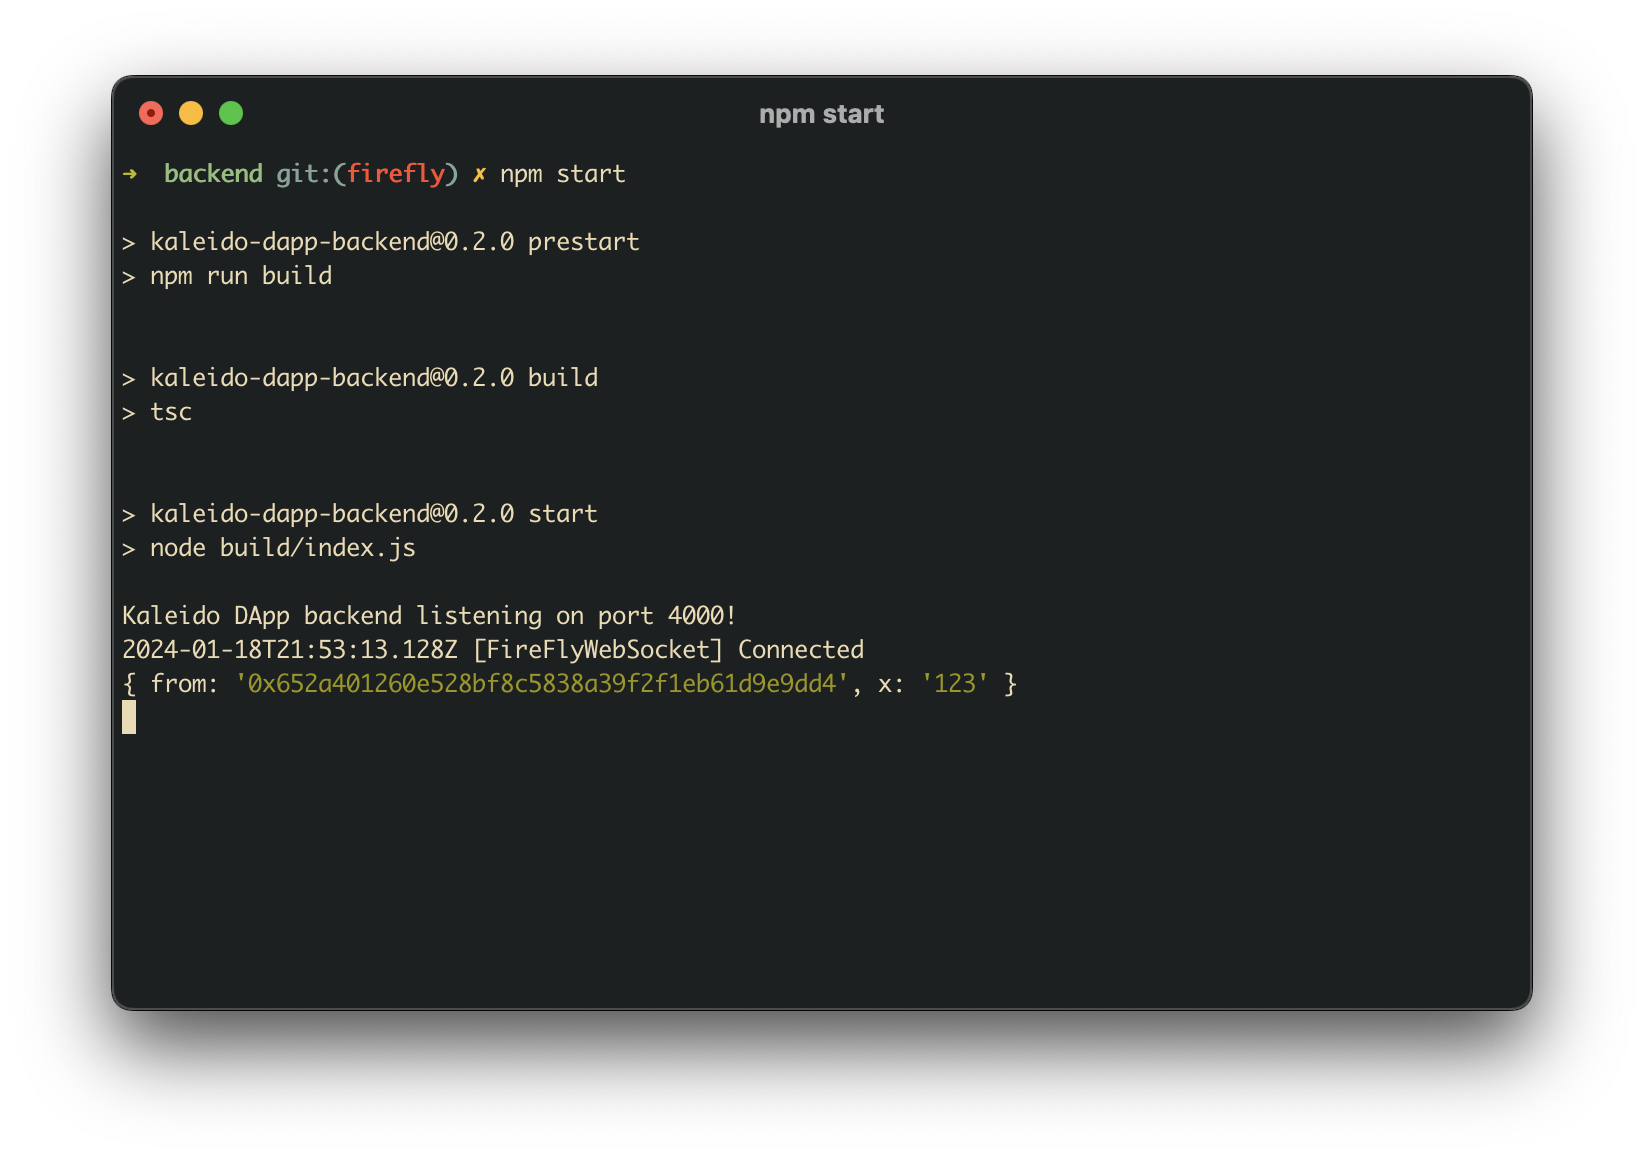 npm start
➜  backend git:(firefly) ✗ npm start
> kaleido-dapp-backend@0.2.0 prestart
> npm run build
> kaleido-dapp-backend@0.2.0 build
> tsc
> kaleido-dapp-backend@0.2.0 start
> node build/index.js
Kaleido DApp backend listening on port 4000!
2024-01-18T21:53:13.128Z [FireFlyWebSocket] Connected
{ from: '0x652a401260e528bf8c5838a39f2f1eb61d9e9dd4', x: '123' }